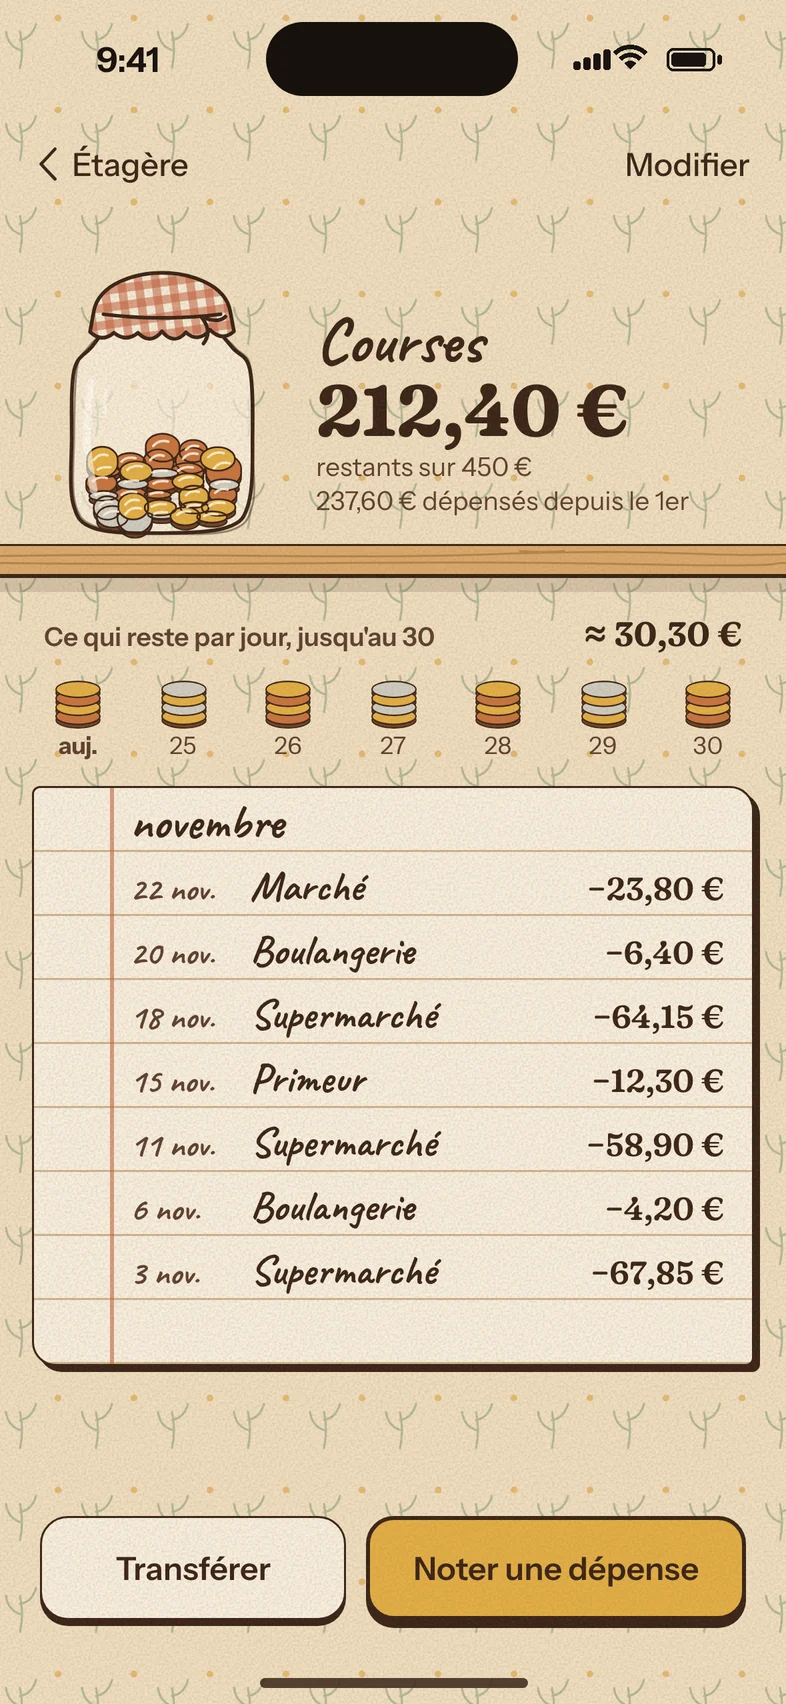 9:41
Étagère Modifier
Courses
212,40 €
restants sur 450 €
237,60 € dépensés depuis le 1er
Ce qui reste par jour, jusqu'au 30 ≈ 30,30 €
auj. 25 26 27 28 29 30
novembre
22 nov. Marché −23,80 €
20 nov. Boulangerie −6,40 €
18 nov. Supermarché −64,15 €
15 nov. Primeur −12,30 €
11 nov. Supermarché −58,90 €
6 nov. Boulangerie −4,20 €
3 nov. Supermarché −67,85 €
Transférer Noter une dépense